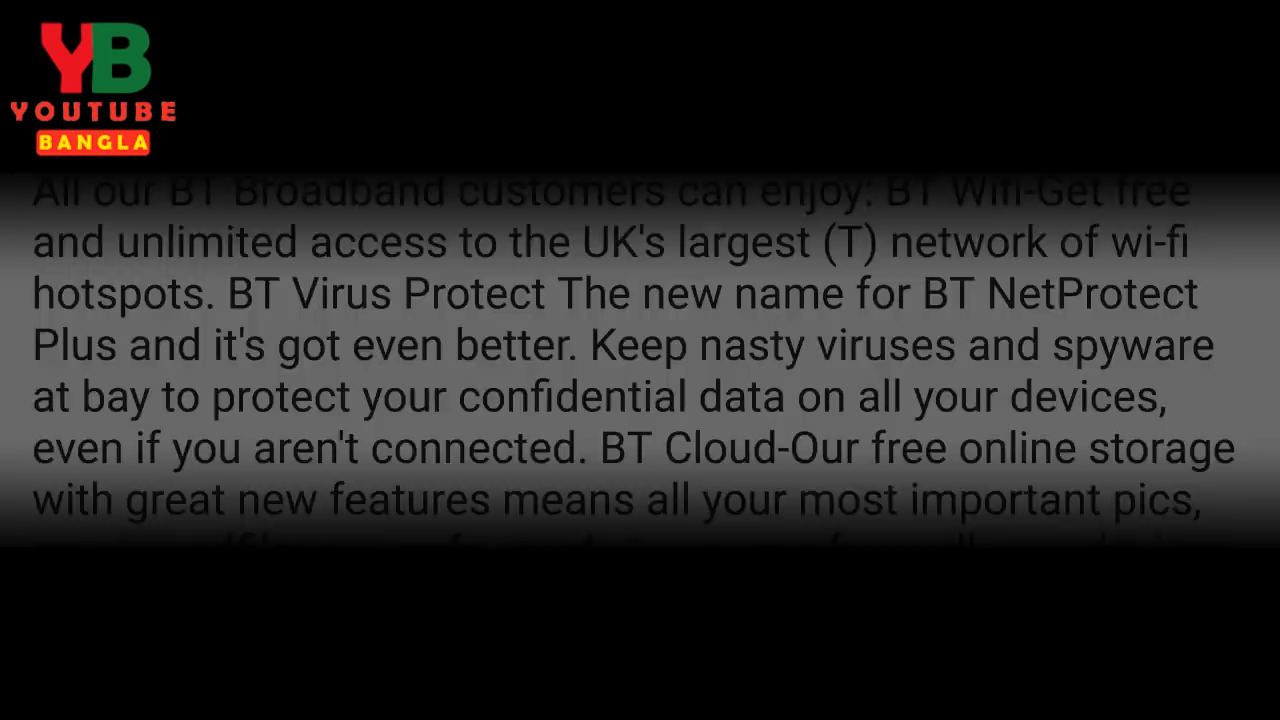 YB
YOUTUBE
BANGLA
All our BT Broadband customers can enjoy: BT Wifi-Get free
and unlimited access to the UK's largest (T) network of wi-fi
hotspots. BT Virus Protect The new name for BT NetProtect
Plus and it's got even better. Keep nasty viruses and spyware
at bay to protect your confidential data on all your devices,
even if you aren't connected. BT Cloud-Our free online storage
with great new features means all your most important pics,